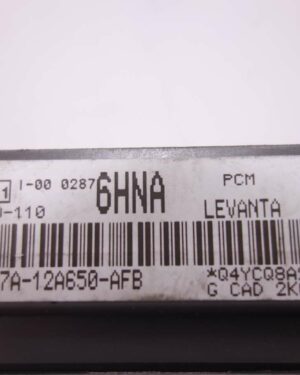 1 I-00 0287 6HNA PCM
-110 LEVANTA
7A-12A650-AFB *Q4YCQ8A
G CAD 2K